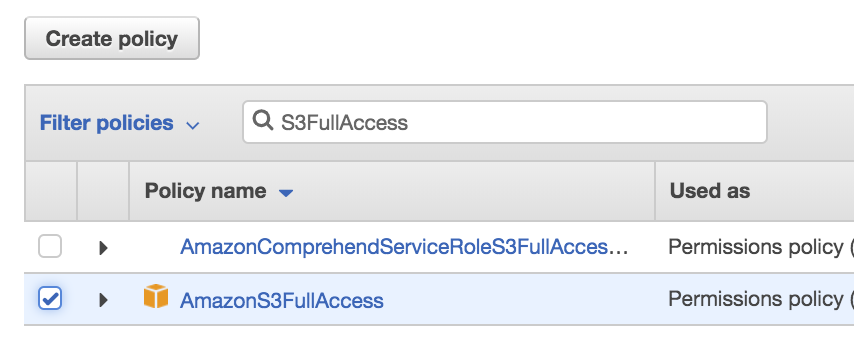 Create policy
Filter policies S3FullAccess
Policy name Used as
AmazonComprehendServiceRoleS3FullAcces... Permissions policy (
AmazonS3FullAccess Permissions policy (